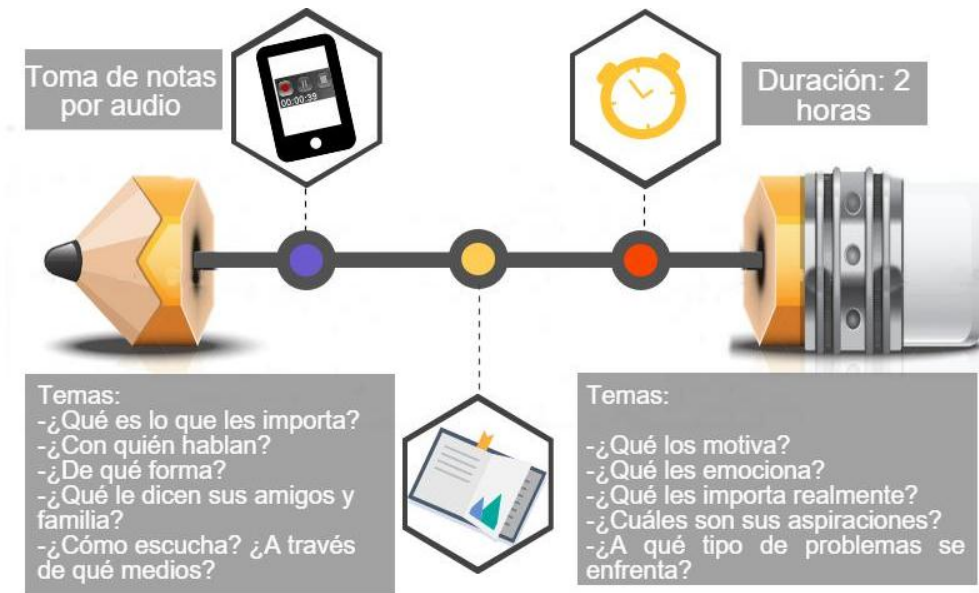 Toma de notas
por audio
00:00:39
Duración: 2
horas
Temas:
-¿Qué es lo que les importa?
-¿Con quién hablan?
-¿De qué forma?
-¿Qué le dicen sus amigos y
familia?
-¿Cómo escucha? ¿A través
de qué medios?
Temas:
-¿Qué los motiva?
-¿Qué les emociona?
-¿Qué les importa realmente?
-¿Cuáles son sus aspiraciones?
-¿A qué tipo de problemas se
enfrenta?